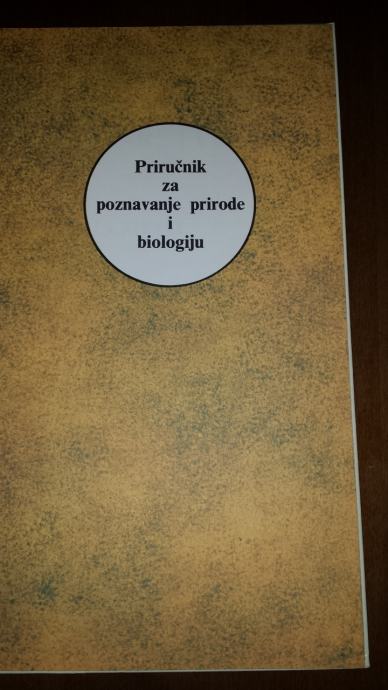 Priručnik
za
poznavanje prirode
i
biologiju